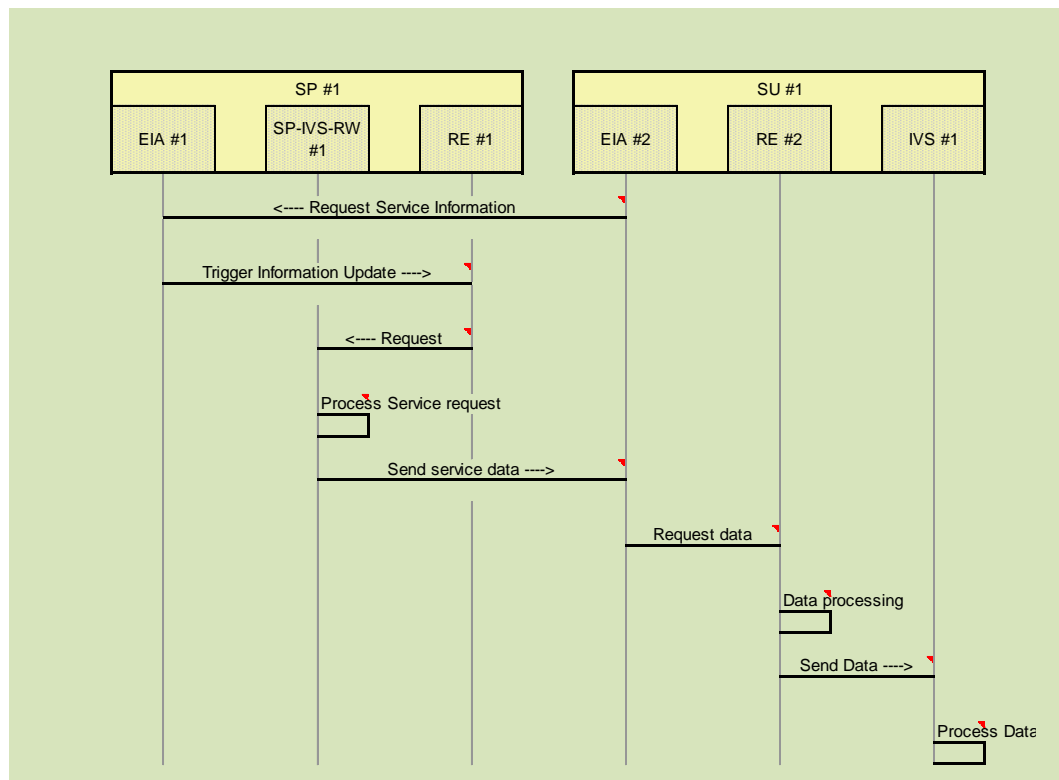 SP #1
SU #1
EIA #1
SP-IVS-RW
#1
RE #1
EIA #2
RE #2
IVS #1
<---- Request Service Information
Trigger Information Update ---->
<---- Request
Process Service request
Send service data ---->
Request data
Data processing
Send Data ---->
Process Data